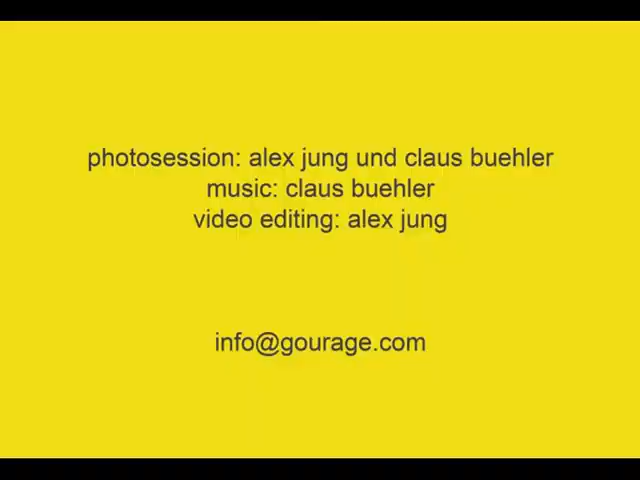 photosession: alex jung und claus buehler
music: claus buehler
video editing: alex jung
info@gourage.com